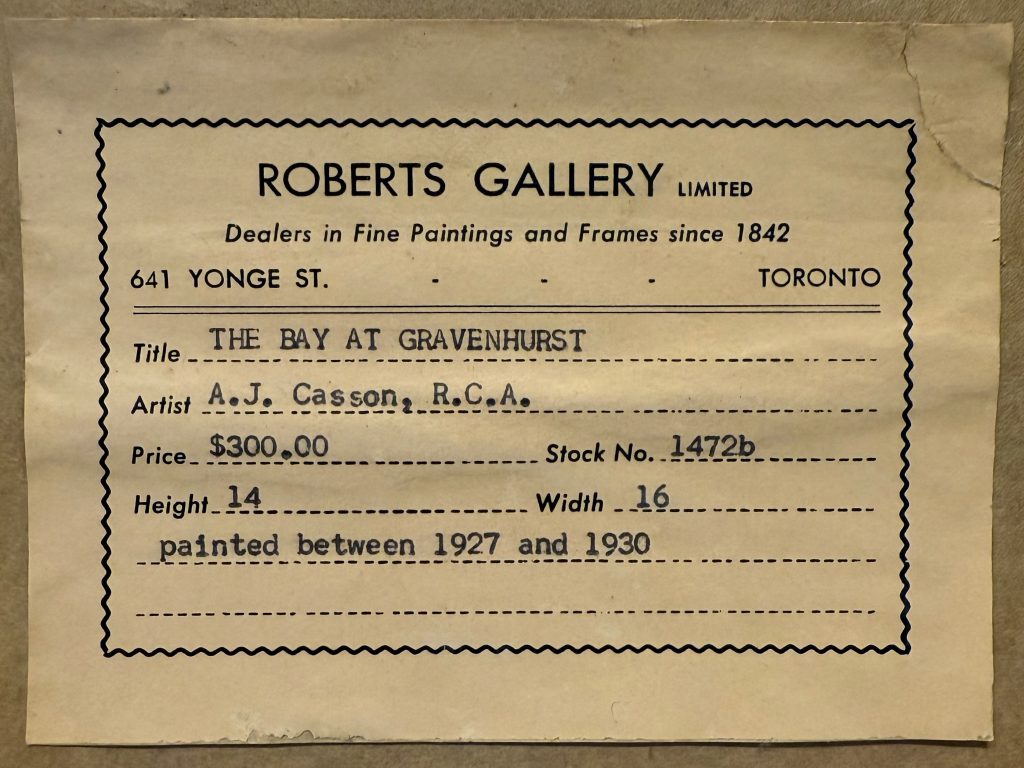 ROBERTS GALLERY LIMITED
Dealers in Fine Paintings and Frames since 1842
641 YONGE ST. - - - TORONTO
Title THE BAY AT GRAVENHURST
Artist A.J. Casson, R.C.A.
Price $300.00 Stock No. 1472b
Height 14 Width 16
painted between 1927 and 1930